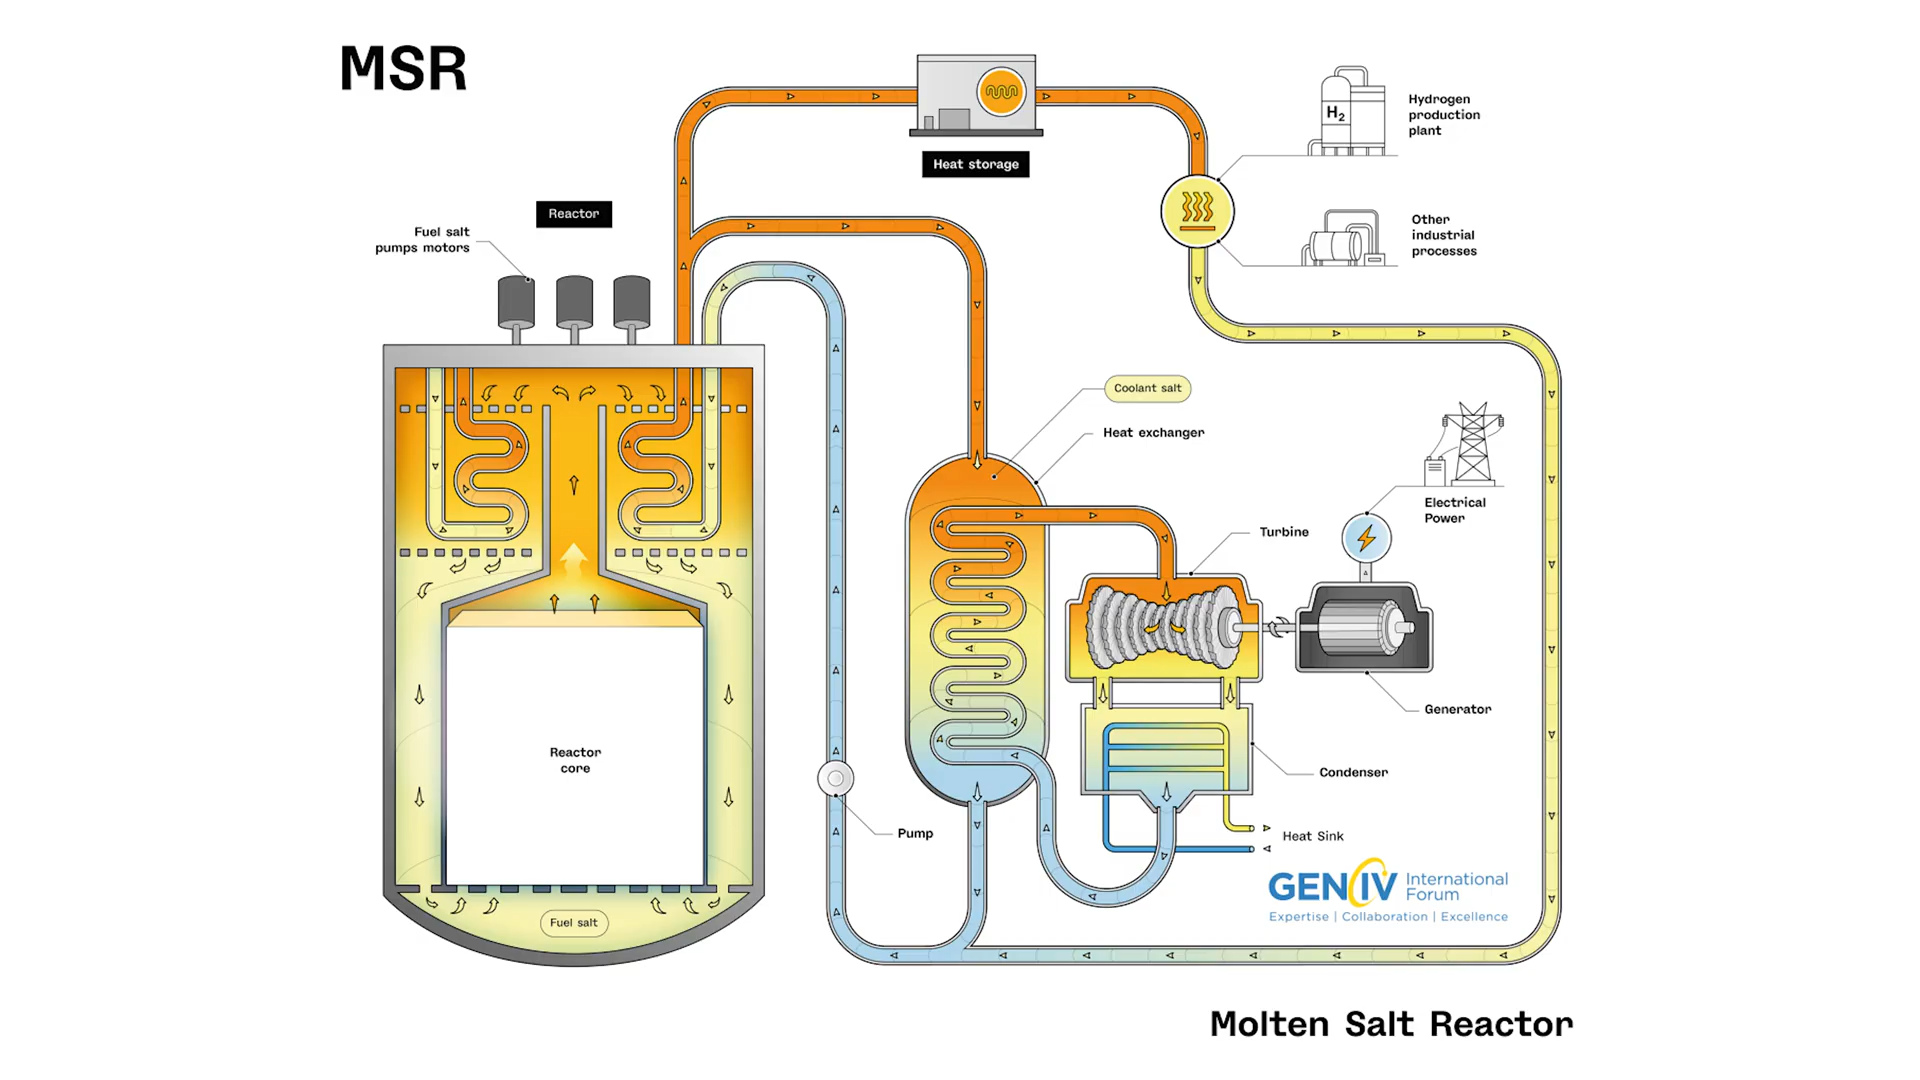 MSR
Heat storage
H2
Hydrogen
production
plant
Other
industrial
processes
Reactor
Fuel salt
pumps motors
Coolant salt
Heat exchanger
Electrical
Power
Turbine
Generator
Reactor
core
Condenser
Pump
Heat Sink
Fuel salt
GENIV International
Forum
Expertise | Collaboration | Excellence
Molten Salt Reactor